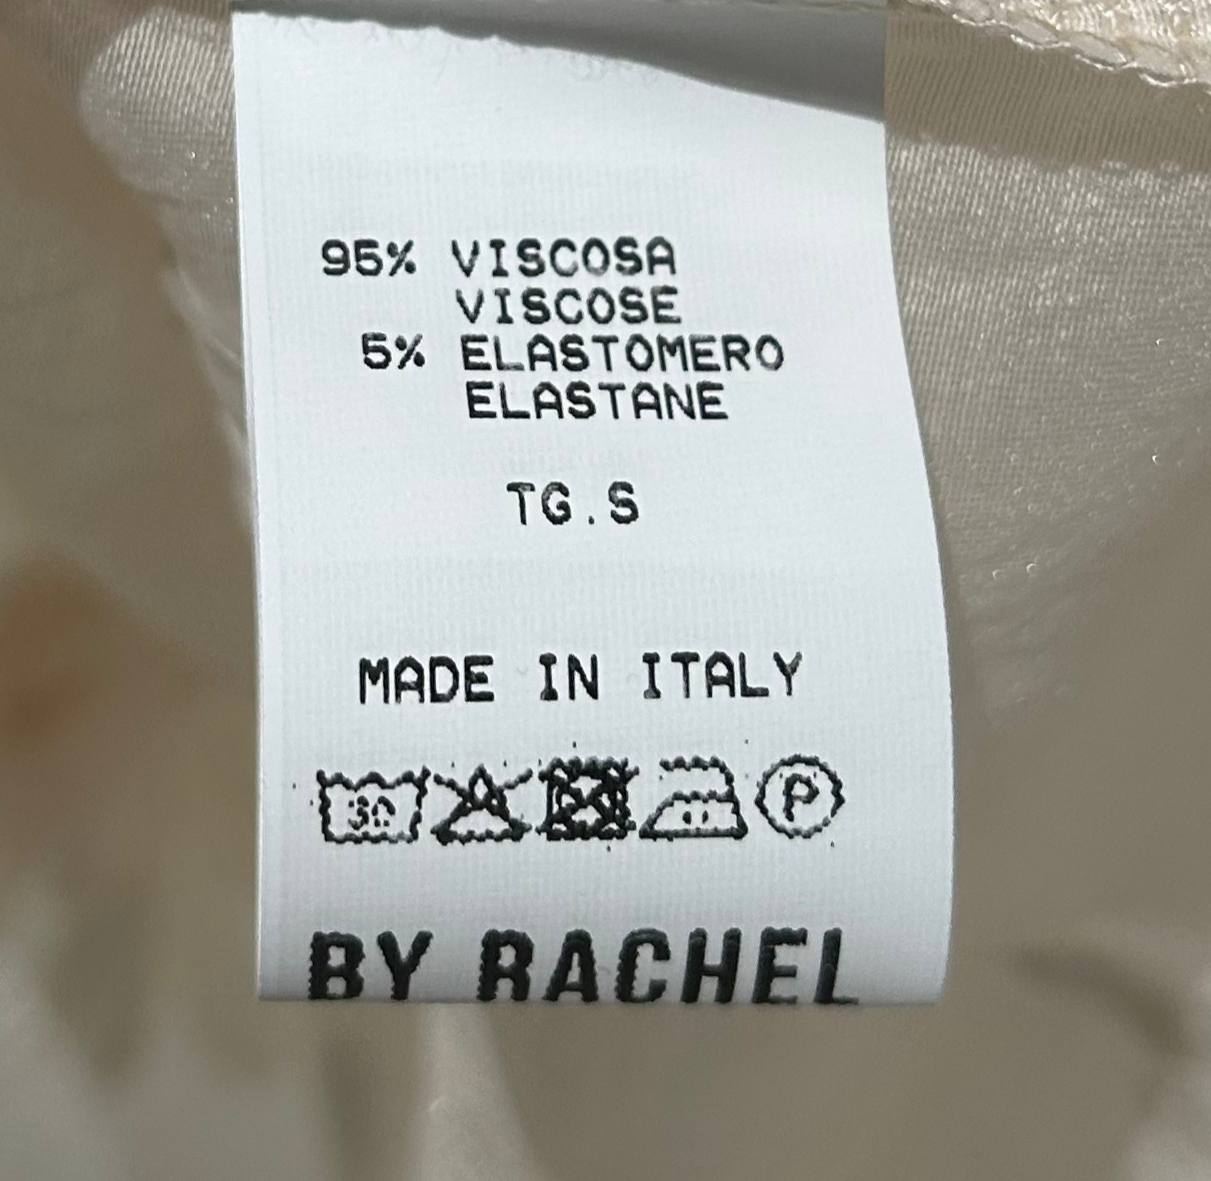 95% VISCOSA
VISCOSE
5% ELASTOMERO
ELASTANE
TG.S
MADE IN ITALY
30 P
BY RACHEL